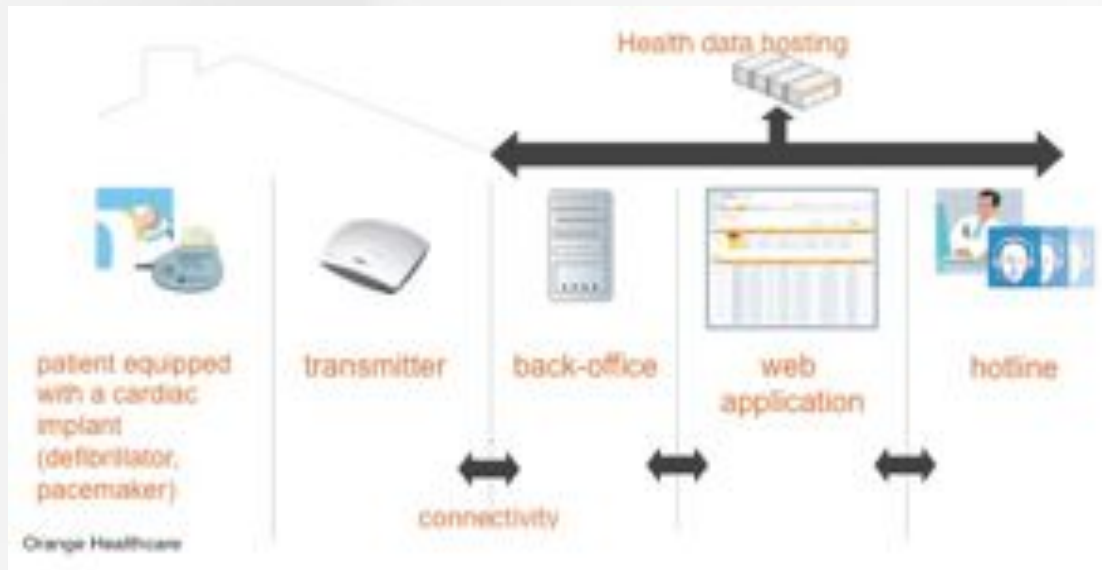 Health data hosting
patient equipped
with a cardiac
implant
(defibrillator,
pacemaker)
transmitter
back-office
web
application
hotline
connectivity
Orange Healthcare